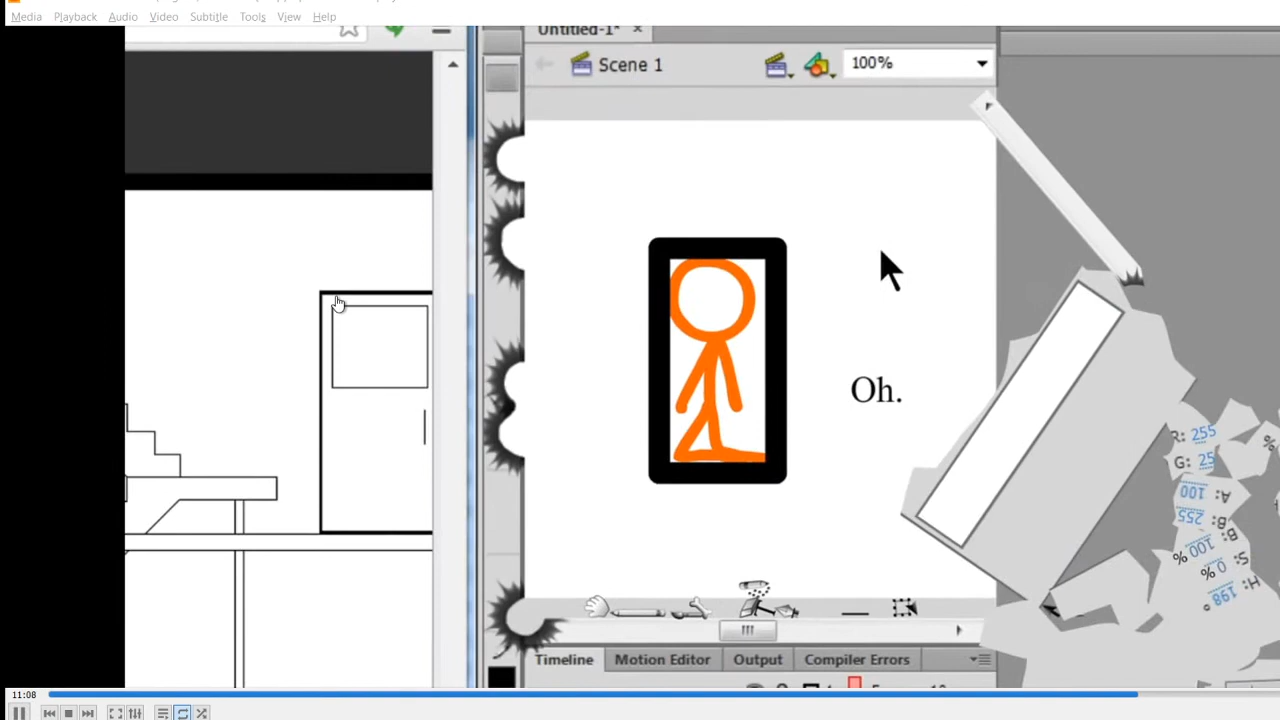 Media Playback Audio Video Subtitle Tools View Help
Untitled-1* ×
Scene 1
100%
Oh.
R: 255
G: 25
A: 100
B: 255
B: 100 %
S: 0 %
H: 198 °
%
Timeline Motion Editor Output Compiler Errors
11:08